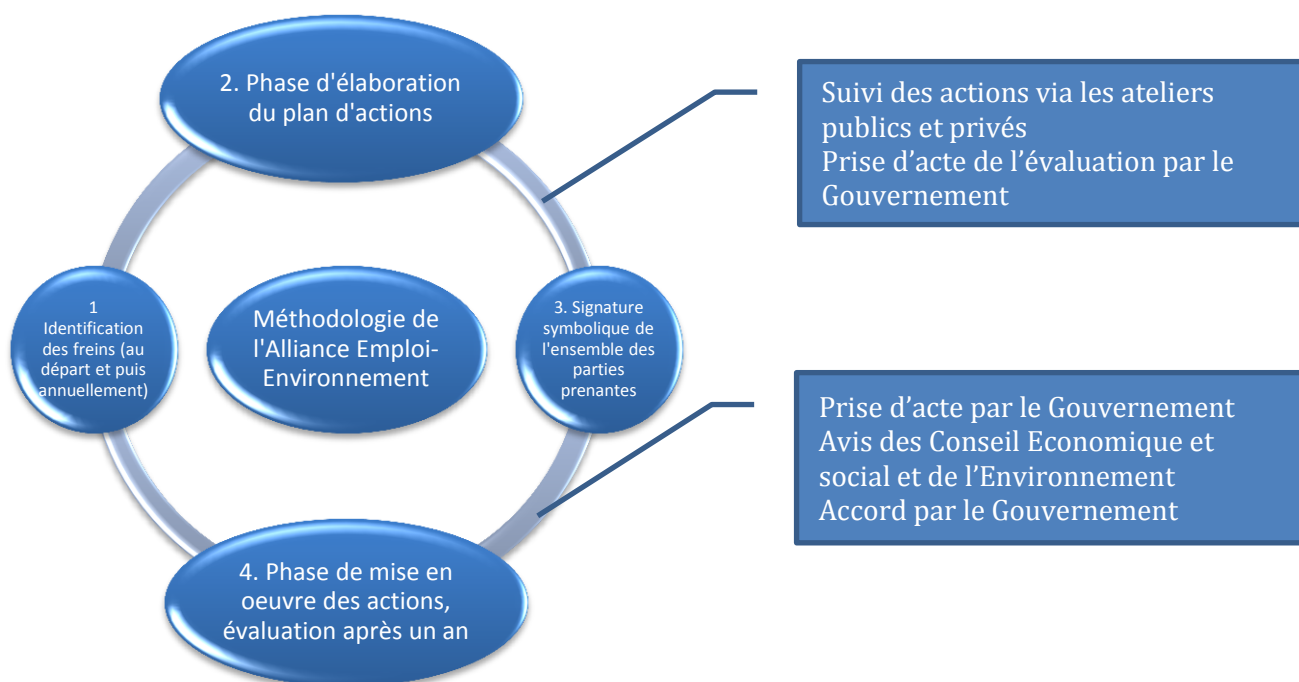 2. Phase d'élaboration
du plan d'actions
Suivi des actions via les ateliers
publics et privés
Prise d’acte de l’évaluation par le
Gouvernement
1
Identification
des freins (au
départ et puis
annuellement)
Méthodologie de
l'Alliance Emploi-
Environnement
3. Signature
symbolique de
l'ensemble des
parties
prenantes
Prise d’acte par le Gouvernement
Avis des Conseil Economique et
social et de l’Environnement
Accord par le Gouvernement
4. Phase de mise en
oeuvre des actions,
évaluation après un an